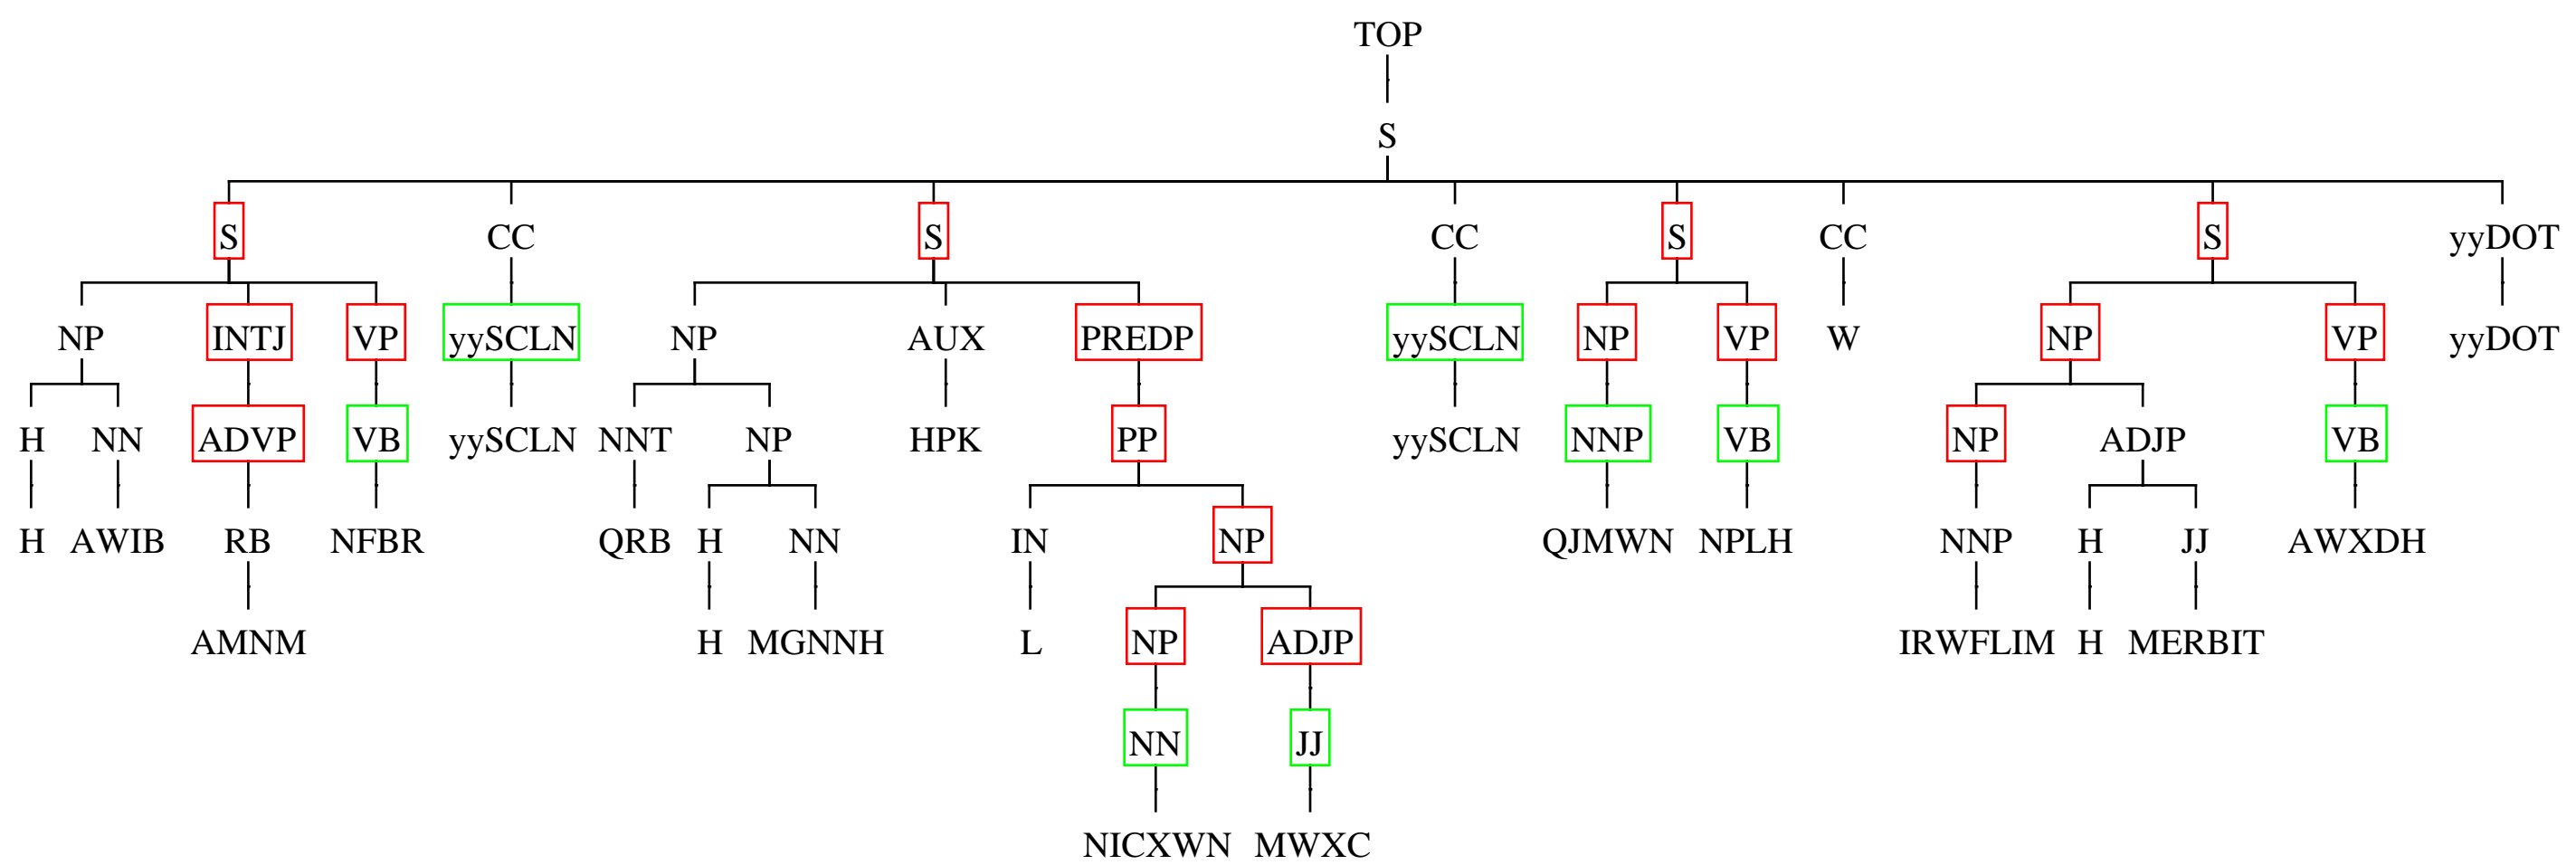 TOP
S
S CC S CC S CC S yyDOT
NP INTJ VP yySCLN NP AUX PREDP yySCLN NP VP W NP VP yyDOT
H NN ADVP VB yySCLN NNT NP HPK PP yySCLN NNP VB NP ADJP VB
H AWIB RB NFBR QRB H NN IN NP QJMWN NPLH NNP H JJ AWXDH
AMNM H MGNNH L NP ADJP IRWFLIM H MERBIT
NN JJ
NICXWN MWXC